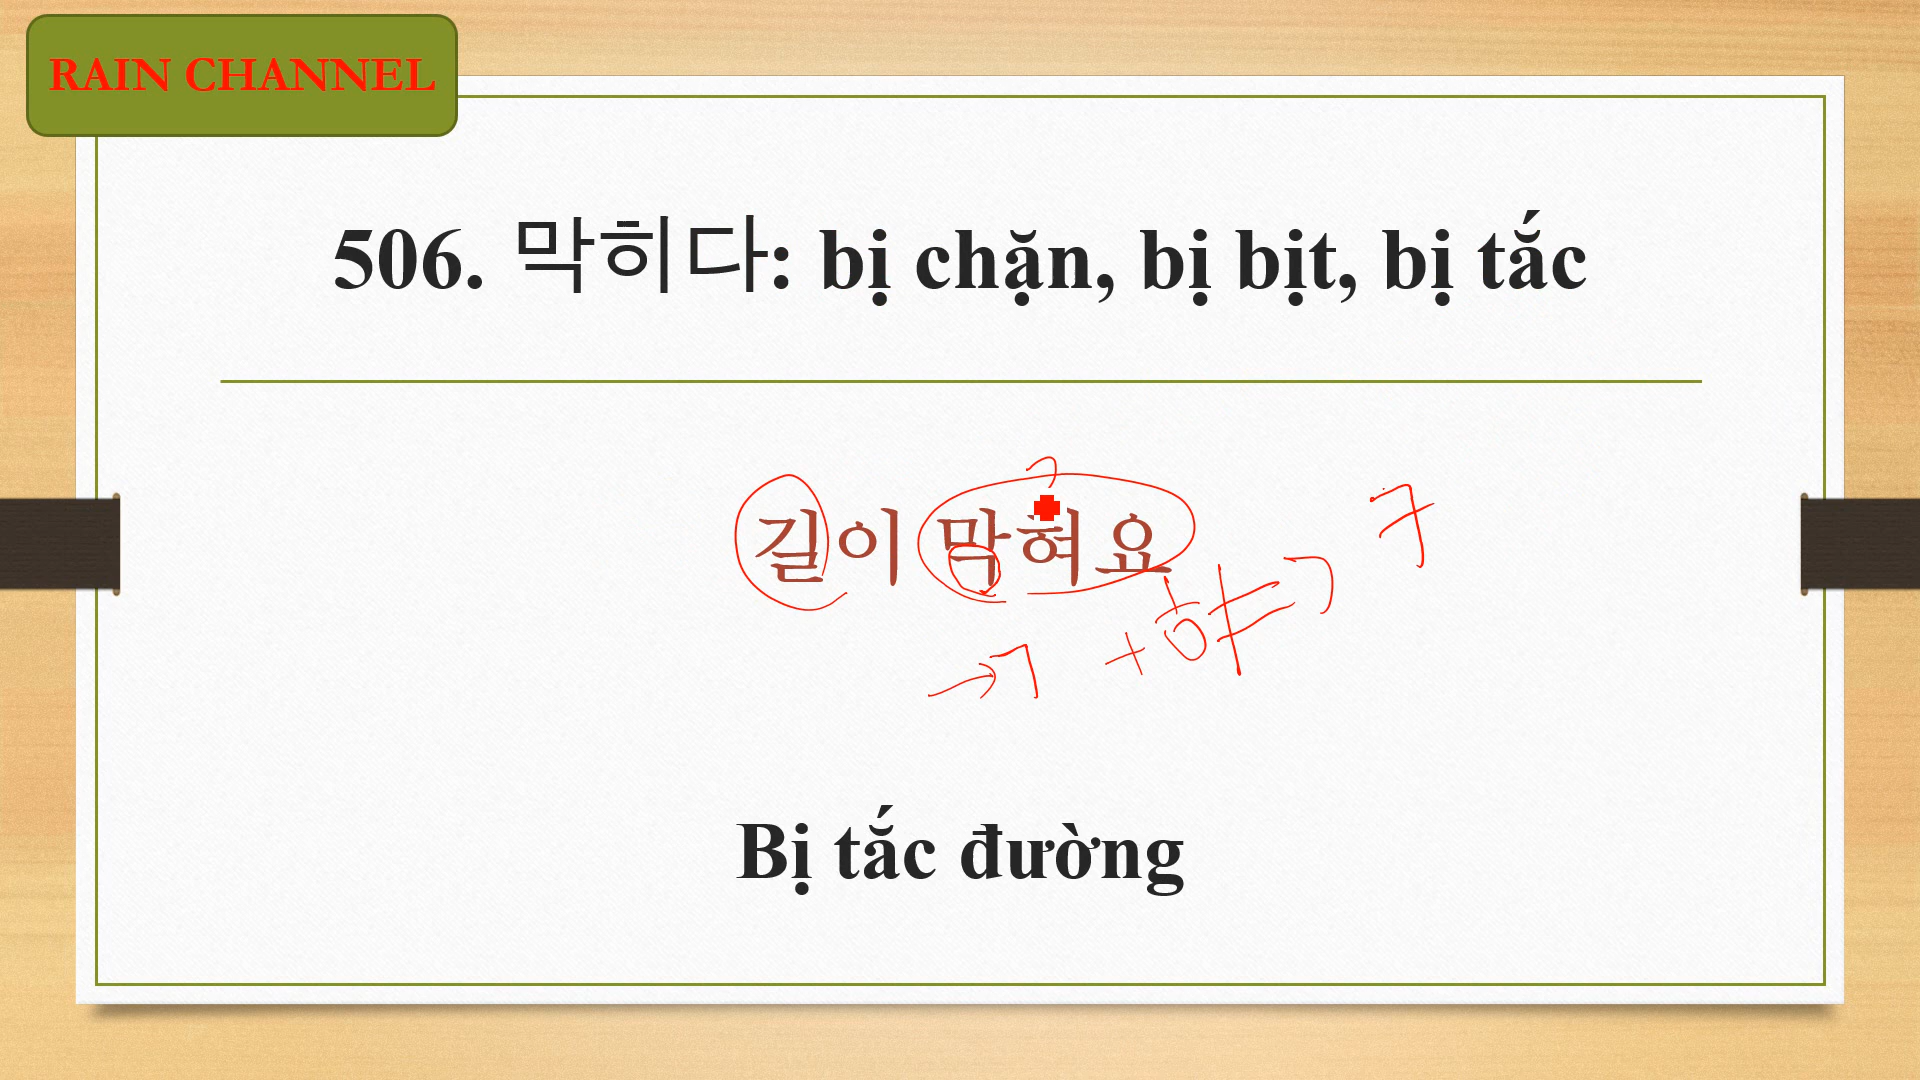 RAIN CHANNEL
506. 막히다: bị chặn, bị bịt, bị tắc
길이 막혀요
Bị tắc đường